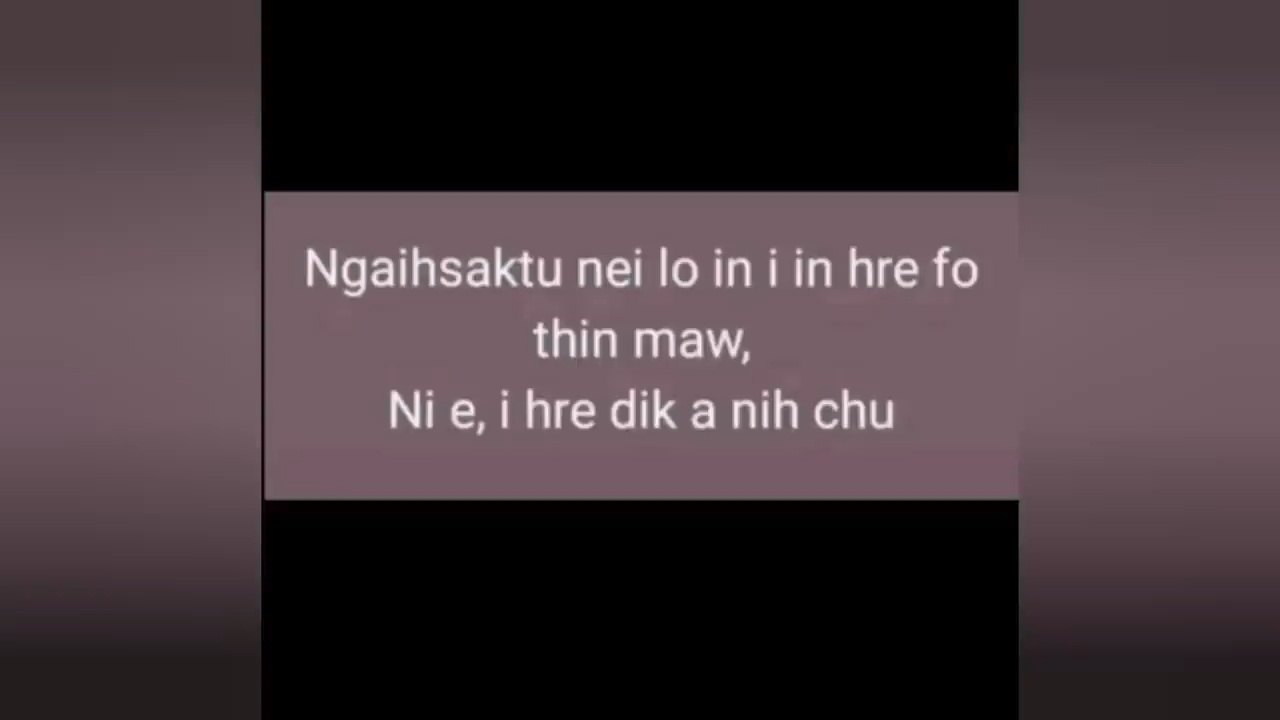 Ngaihsaktu nei lo in i in hre fo
thin maw,
Ni e, i hre dik a nih chu